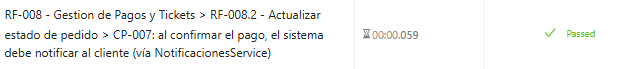 RF-008 - Gestion de Pagos y Tickets > RF-008.2 - Actualizar
estado de pedido > CP-007: al confirmar el pago, el sistema
debe notificar al cliente (vía NotificacionesService)
00:00.059
Passed